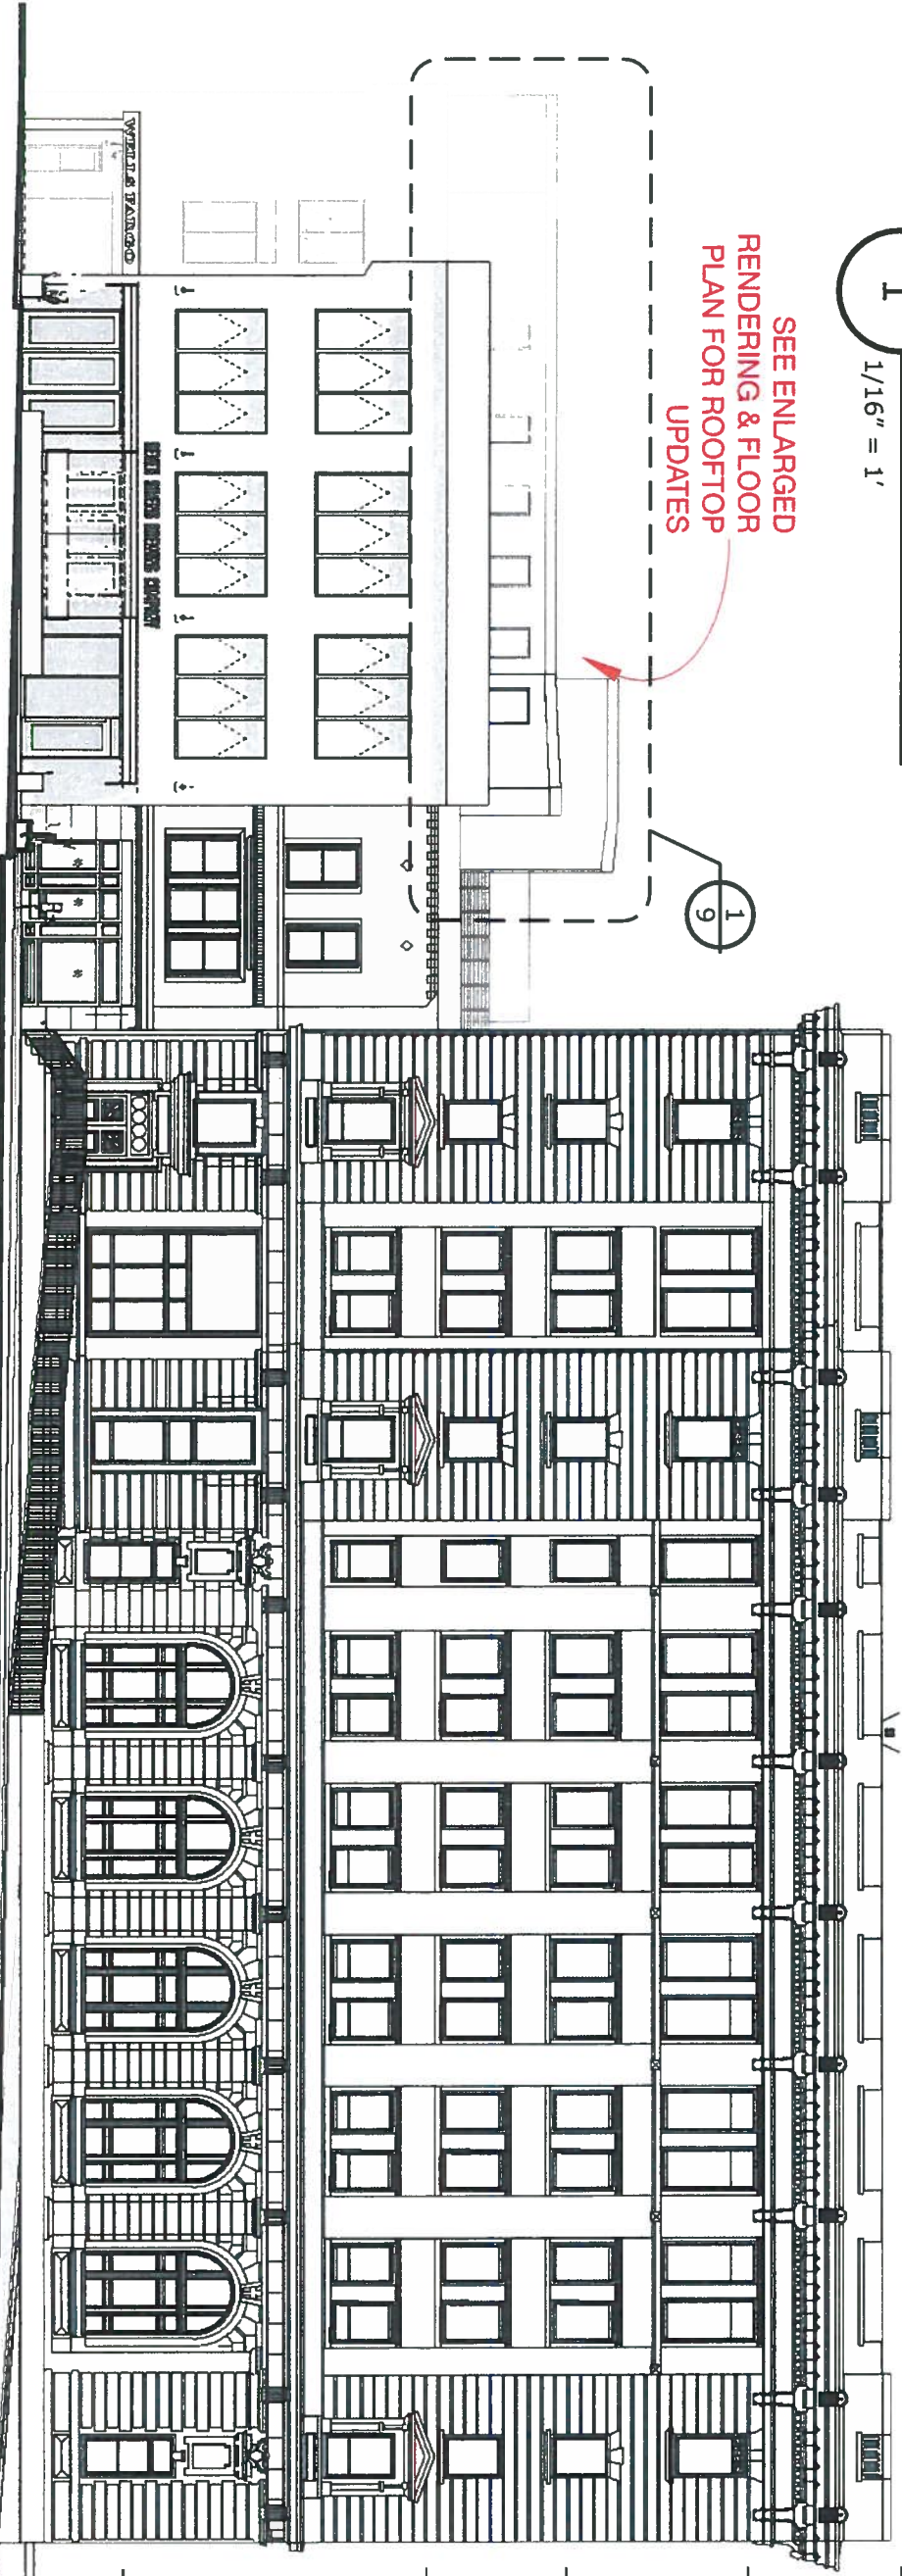 1
1/16" = 1'
SEE ENLARGED
RENDERING & FLOOR
PLAN FOR ROOFTOP
UPDATES
1
9
WELLS FARGO